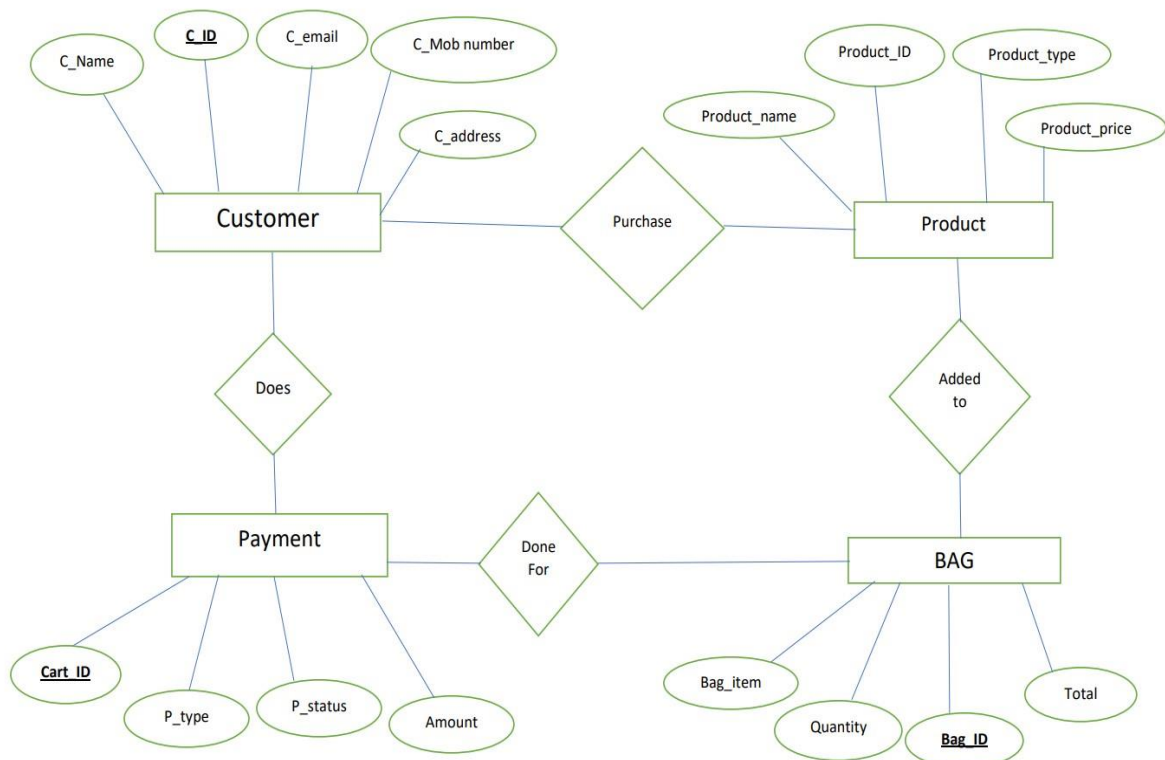 C_Name
C_ID
C_email
C_Mob number
C_address
Product_name
Product_ID
Product_type
Product_price
Customer
Purchase
Product
Does
Added
to
Payment
Done
For
BAG
Cart_ID
P_type
P_status
Amount
Bag_item
Quantity
Bag_ID
Total